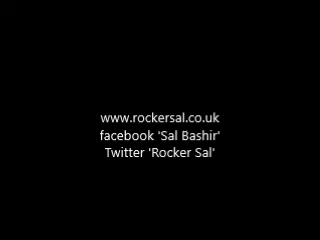 www.rockersal.co.uk
facebook 'Sal Bashir'
Twitter 'Rocker Sal'